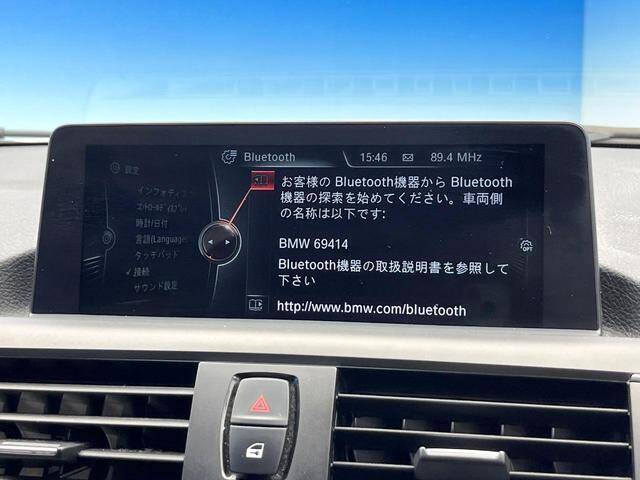 Bluetooth 15:46 89.4 MHz
設定
インフォディス
時計/日付
言語(Language
タッチパッド
接続
サウンド設定
お客様の Bluetooth機器から Bluetooth
機器の探索を始めてください。車両側
の名称は以下です:
BMW 69414
Bluetooth機器の取扱説明書を参照して
下さい
http://www.bmw.com/bluetooth
OPT